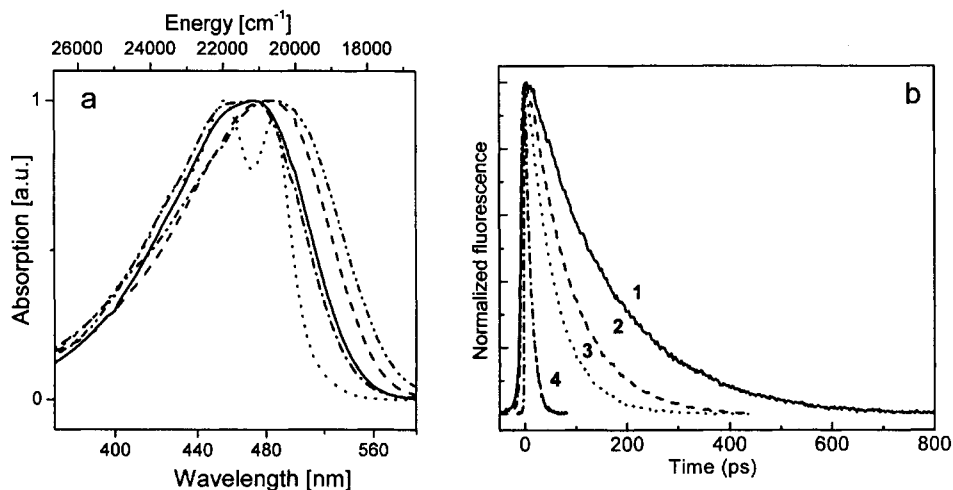 Energy [cm⁻¹]
26000 24000 22000 20000 18000
a
1
0
Absorption [a.u.]
400 440 480 560
Wavelength [nm]
b
Normalized fluorescence
1
2
3
4
0 200 400 600 800
Time (ps)